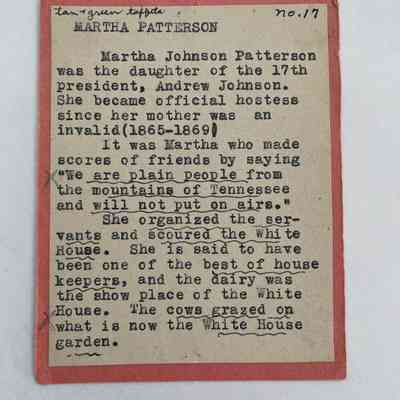 tan & green taffeta
no. 17
MARTHA PATTERSON
Martha Johnson Patterson
was the daughter of the 17th
president, Andrew Johnson.
She became official hostess
since her mother was an
invalid(1865-1869)
It was Martha who made
scores of friends by saying
"We are plain people from
the mountains of Tennessee
and will not put on airs."
She organized the ser-
vants and scoured the White
House. She is said to have
been one of the best of house
keepers, and the dairy was
the show place of the White
House. The cows grazed on
what is now the White House
garden.